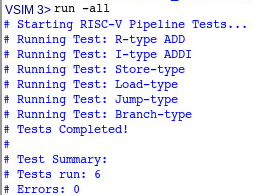 VSIM 3> run -all
# Starting RISC-V Pipeline Tests...
# Running Test: R-type ADD
# Running Test: I-type ADDI
# Running Test: Store-type
# Running Test: Load-type
# Running Test: Jump-type
# Running Test: Branch-type
# Tests Completed!
#
# Test Summary:
# Tests run: 6
# Errors: 0